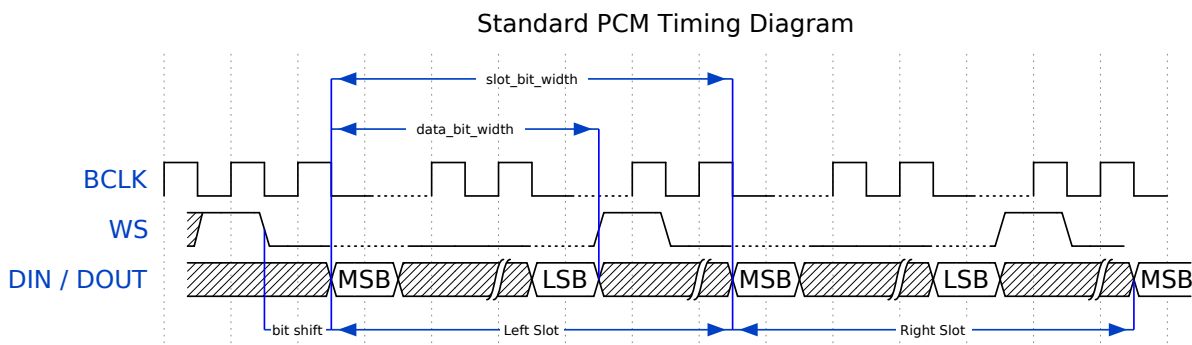 Standard PCM Timing Diagram
slot_bit_width
data_bit_width
BCLK
WS
DIN / DOUT
MSB
LSB
MSB
LSB
MSB
bit shift
Left Slot
Right Slot